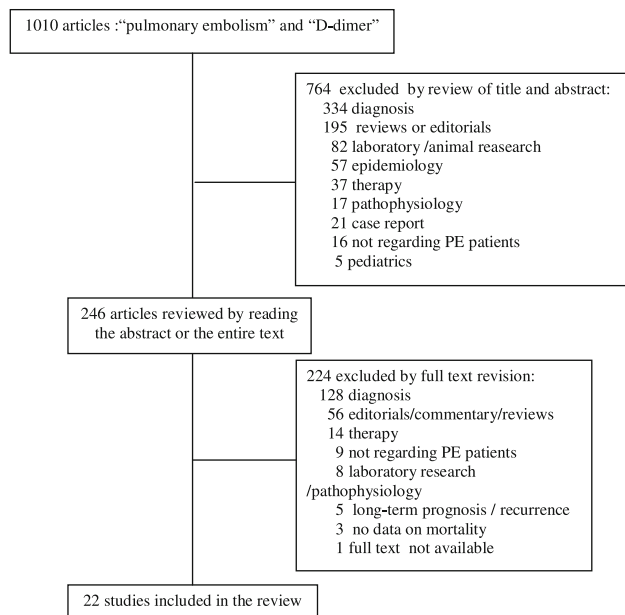 1010 articles :“pulmonary embolism” and “D-dimer”
764 excluded by review of title and abstract:
334 diagnosis
195 reviews or editorials
82 laboratory /animal reasearch
57 epidemiology
37 therapy
17 pathophysiology
21 case report
16 not regarding PE patients
5 pediatrics
246 articles reviewed by reading
the abstract or the entire text
224 excluded by full text revision:
128 diagnosis
56 editorials/commentary/reviews
14 therapy
9 not regarding PE patients
8 laboratory research
/pathophysiology
5 long-term prognosis / recurrence
3 no data on mortality
1 full text not available
22 studies included in the review